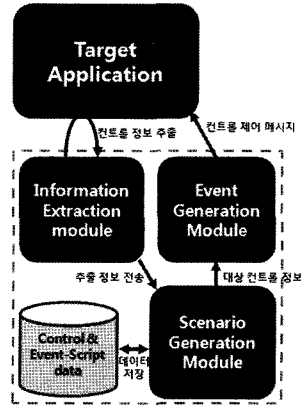 Target
Application
컨트롤 정보 추출
컨트롤 제어 메시지
Information
Extraction
module
Event
Generation
Module
추출 정보 전송
대상 컨트롤 정보
Control &
Event-Script
data
데이터
저장
Scenario
Generation
Module